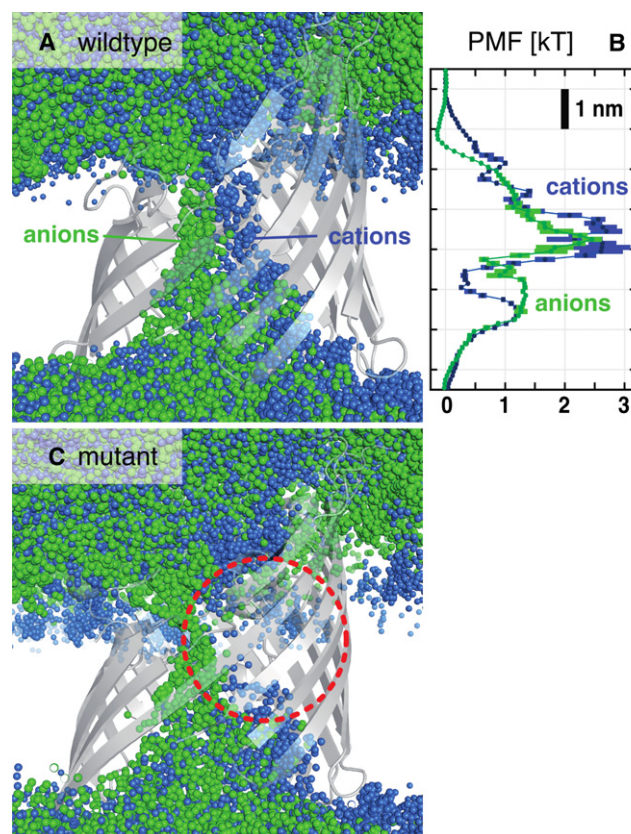 A wildtype
anions
cations
PMF [kT] B
1 nm
cations
anions
0 1 2 3
C mutant